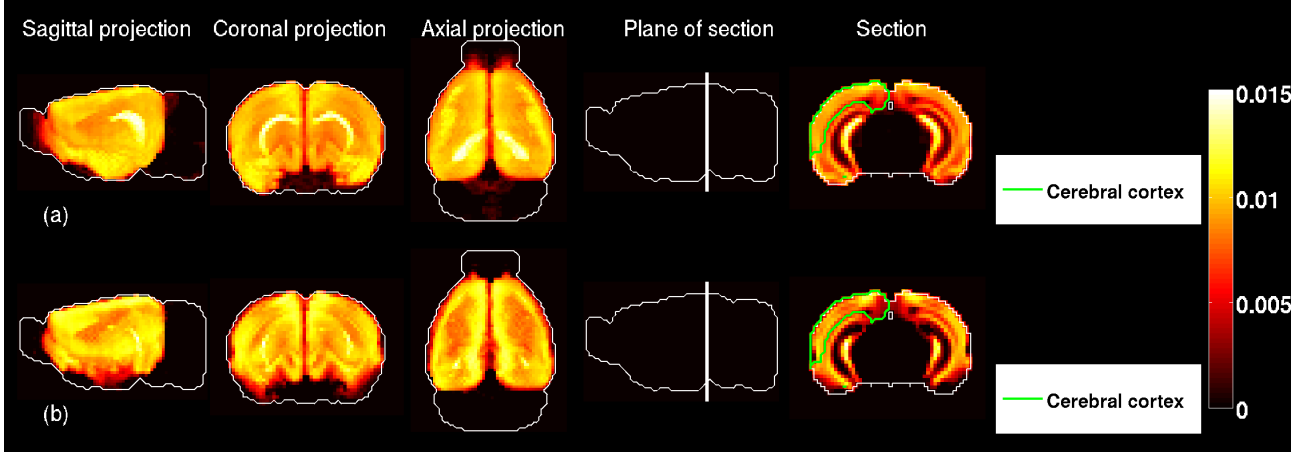 Sagittal projection Coronal projection Axial projection Plane of section Section
0.015
Cerebral cortex
(a)
0.01
0.005
Cerebral cortex
(b)
0